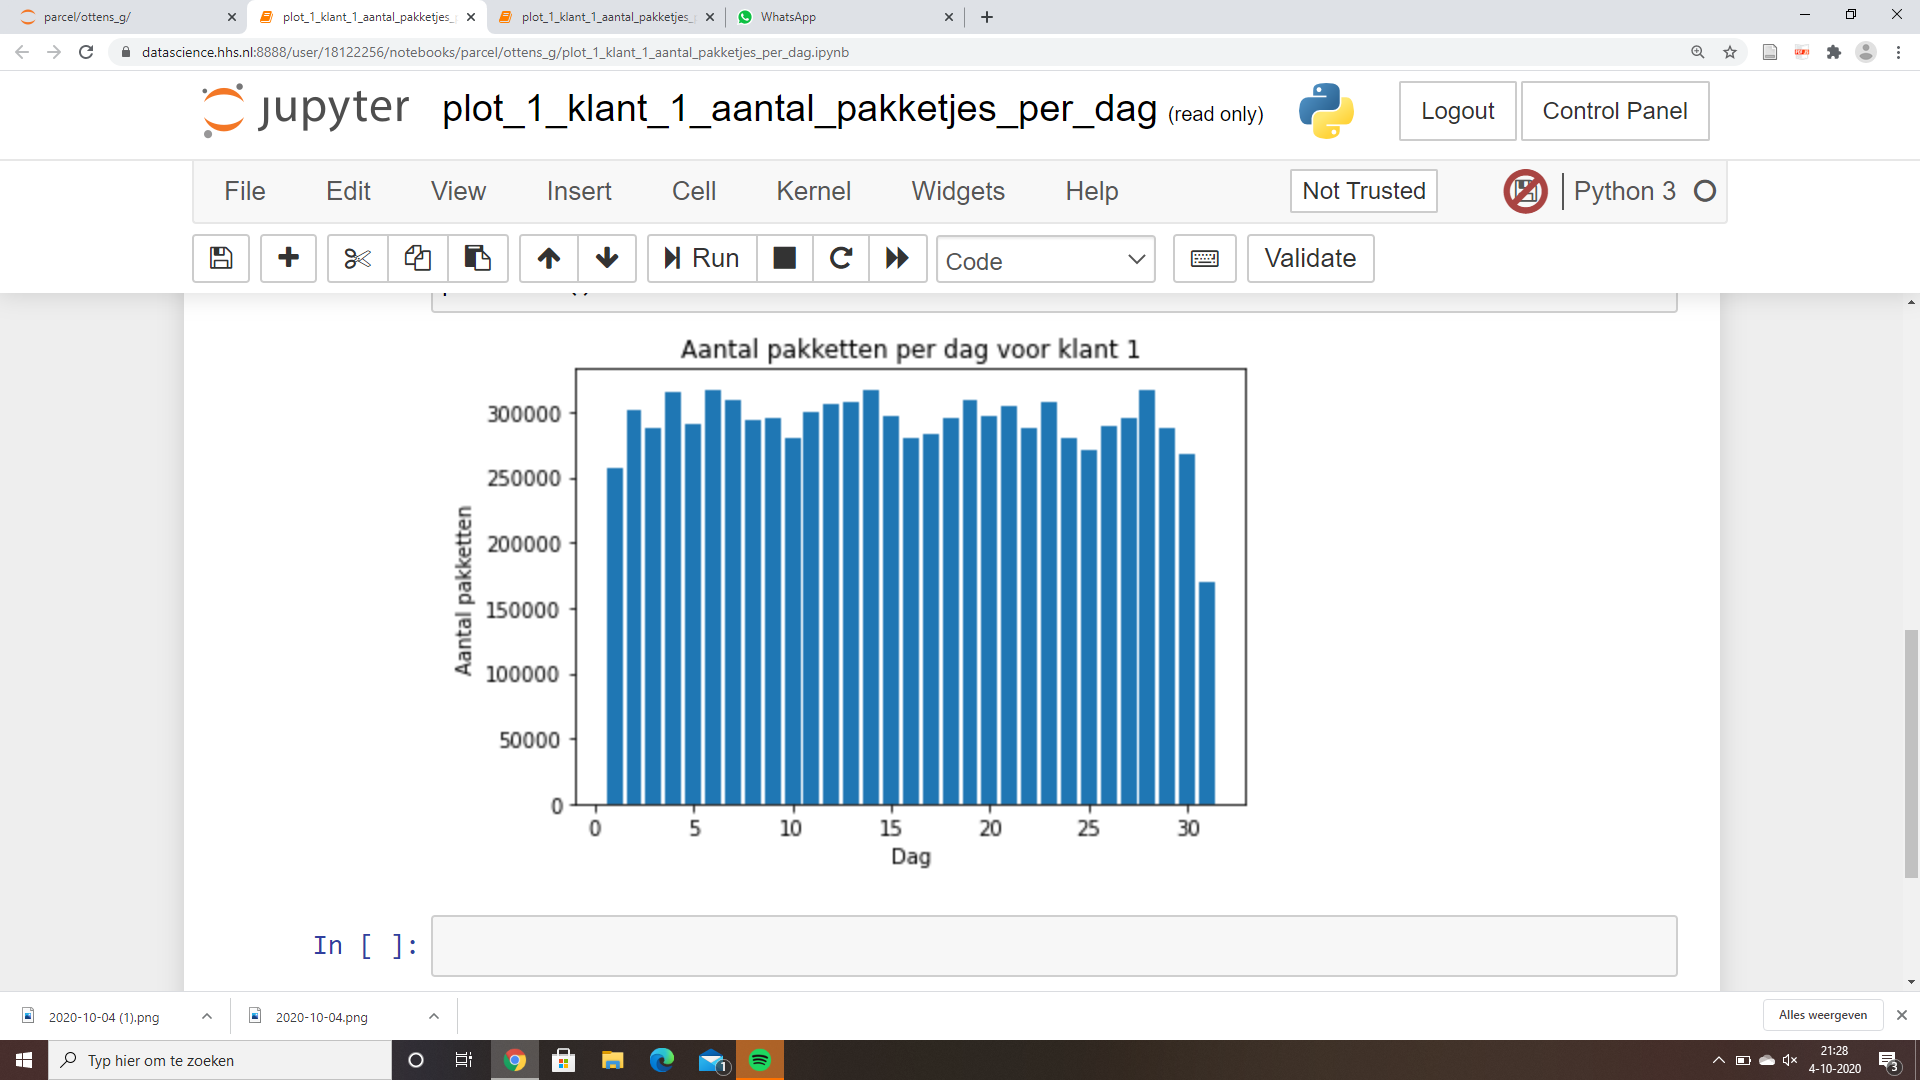 parcel/ottens_g/
plot_1_klant_1_aantal_pakketjes_
plot_1_klant_1_aantal_pakketjes_
WhatsApp
datascience.hhs.nl:8888/user/18122256/notebooks/parcel/ottens_g/plot_1_klant_1_aantal_pakketjes_per_dag.ipynb
jupyter plot_1_klant_1_aantal_pakketjes_per_dag (read only) Logout Control Panel
File Edit View Insert Cell Kernel Widgets Help Not Trusted Python 3
Run Code Validate
Aantal pakketten per dag voor klant 1
300000
250000
200000
150000
100000
50000
0
Aantal pakketten
0 5 10 15 20 25 30
Dag
In [ ]:
2020-10-04 (1).png 2020-10-04.png Alles weergeven
Typ hier om te zoeken
1
21:28
4-10-2020
3